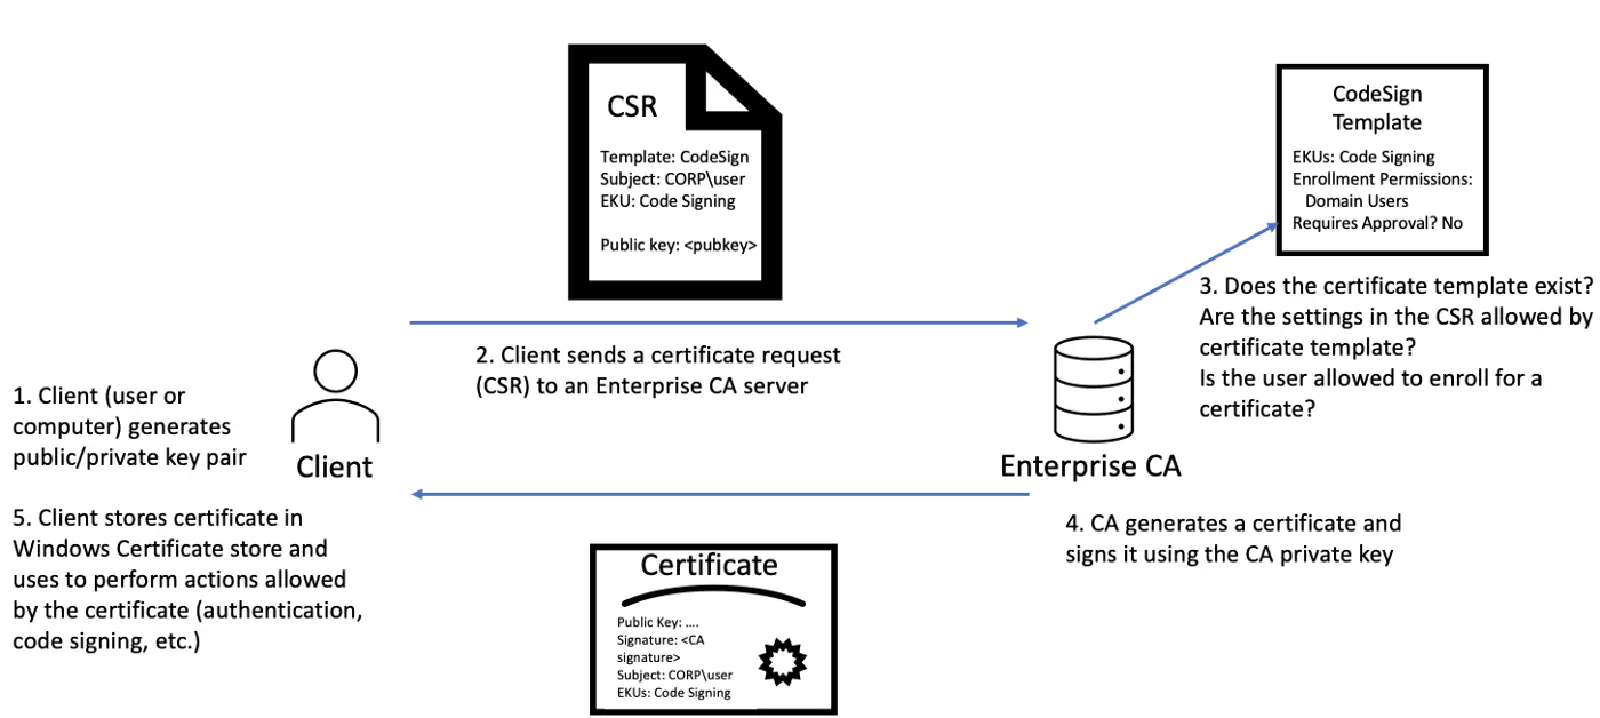 CSR
Template: CodeSign
Subject: CORP\user
EKU: Code Signing
Public key: <pubkey>
CodeSign
Template
EKUs: Code Signing
Enrollment Permissions:
Domain Users
Requires Approval? No
1. Client (user or
computer) generates
public/private key pair
Client
2. Client sends a certificate request
(CSR) to an Enterprise CA server
Enterprise CA
3. Does the certificate template exist?
Are the settings in the CSR allowed by
certificate template?
Is the user allowed to enroll for a
certificate?
4. CA generates a certificate and
signs it using the CA private key
5. Client stores certificate in
Windows Certificate store and
uses to perform actions allowed
by the certificate (authentication,
code signing, etc.)
Certificate
Public Key: ....
Signature: <CA
signature>
Subject: CORP\user
EKUs: Code Signing